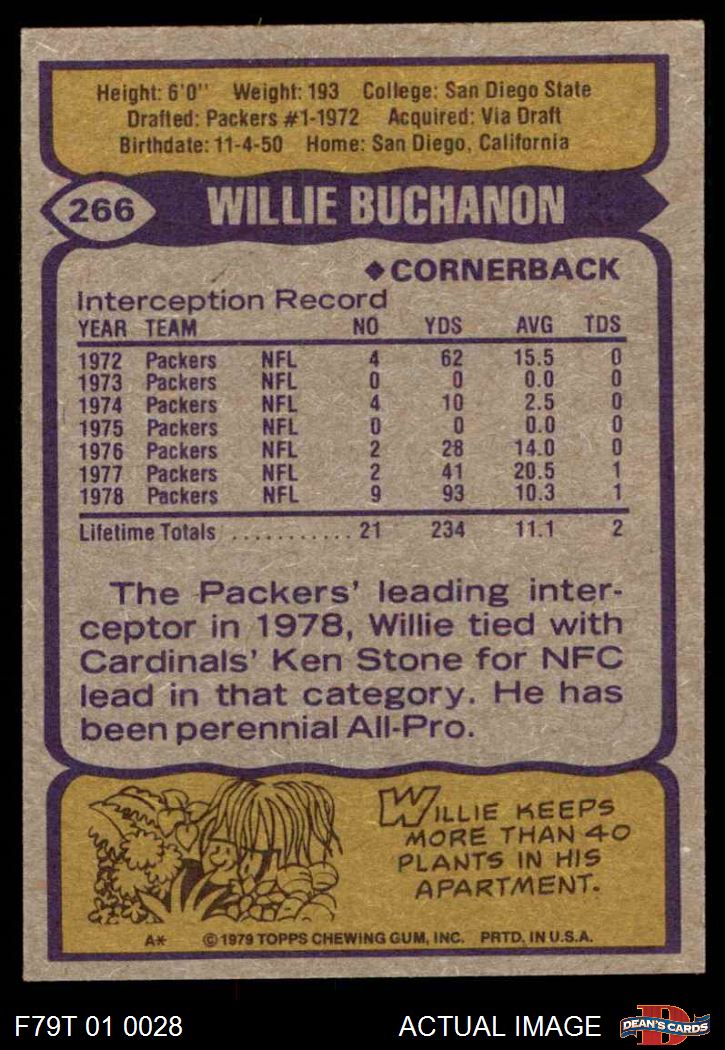 Height: 6'0" Weight: 193 College: San Diego State
Drafted: Packers #1-1972 Acquired: Via Draft
Birthdate: 11-4-50 Home: San Diego, California
266 WILLIE BUCHANON
◆CORNERBACK
Interception Record
YEAR TEAM NO YDS AVG TDS
1972 Packers NFL 4 62 15.5 0
1973 Packers NFL 0 0 0.0 0
1974 Packers NFL 4 10 2.5 0
1975 Packers NFL 0 0 0.0 0
1976 Packers NFL 2 28 14.0 0
1977 Packers NFL 2 41 20.5 1
1978 Packers NFL 9 93 10.3 1
Lifetime Totals ........... 21 234 11.1 2
The Packers' leading inter-
ceptor in 1978, Willie tied with
Cardinals' Ken Stone for NFC
lead in that category. He has
been perennial All-Pro.
WILLIE KEEPS
MORE THAN 40
PLANTS IN HIS
APARTMENT.
A* © 1979 TOPPS CHEWING GUM, INC. PRTD. IN U.S.A.
F79T 01 0028 ACTUAL IMAGE D DEAN'S CARDS